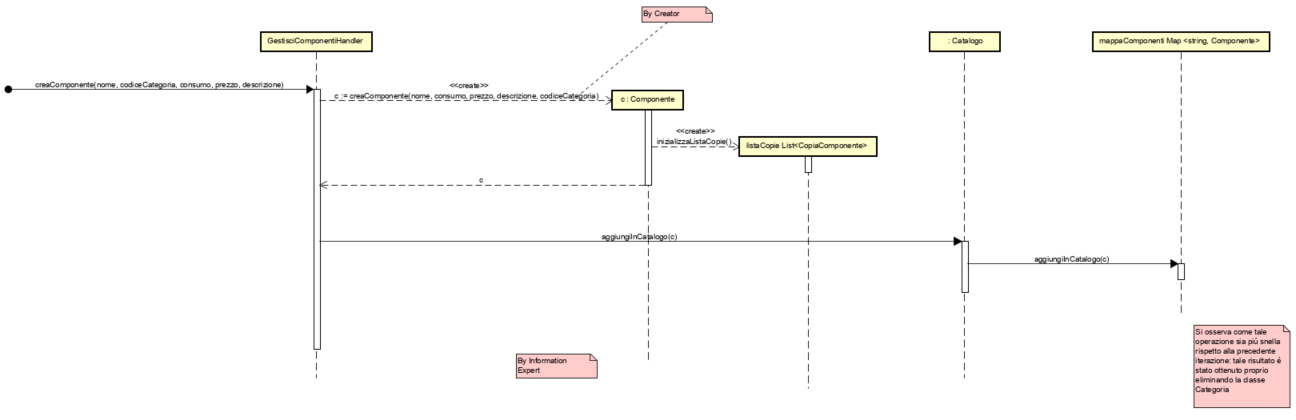 By Creator
GestisciComponentiHandler
: Catalogo
mappaComponenti Map <string, Componente>
creaComponente(nome, codiceCategoria, consumo, prezzo, descrizione)
<<create>>
c := creaComponente(nome, consumo, prezzo, descrizione, codiceCategoria)
c : Componente
<<create>>
inizializzaListaCopie()
listaCopie List<CopiaComponente>
c
aggiungiInCatalogo(c)
aggiungiInCatalogo(c)
Si osserva come tale
operazione sia più snella
rispetto alla precedente
iterazione: tale risultato é
stato ottenuto proprio
eliminando la classe
Categoria
By Information
Expert